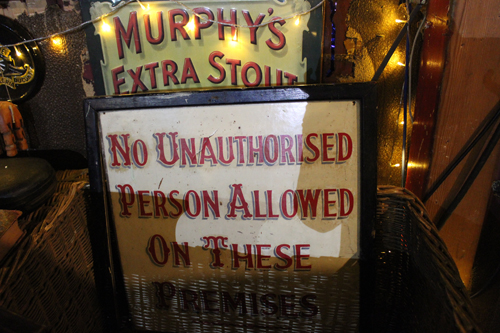 MURPHY'S
EXTRA STOUT
NO UNAUTHORISED
PERSON ALLOWED
ON THESE
PREMISES